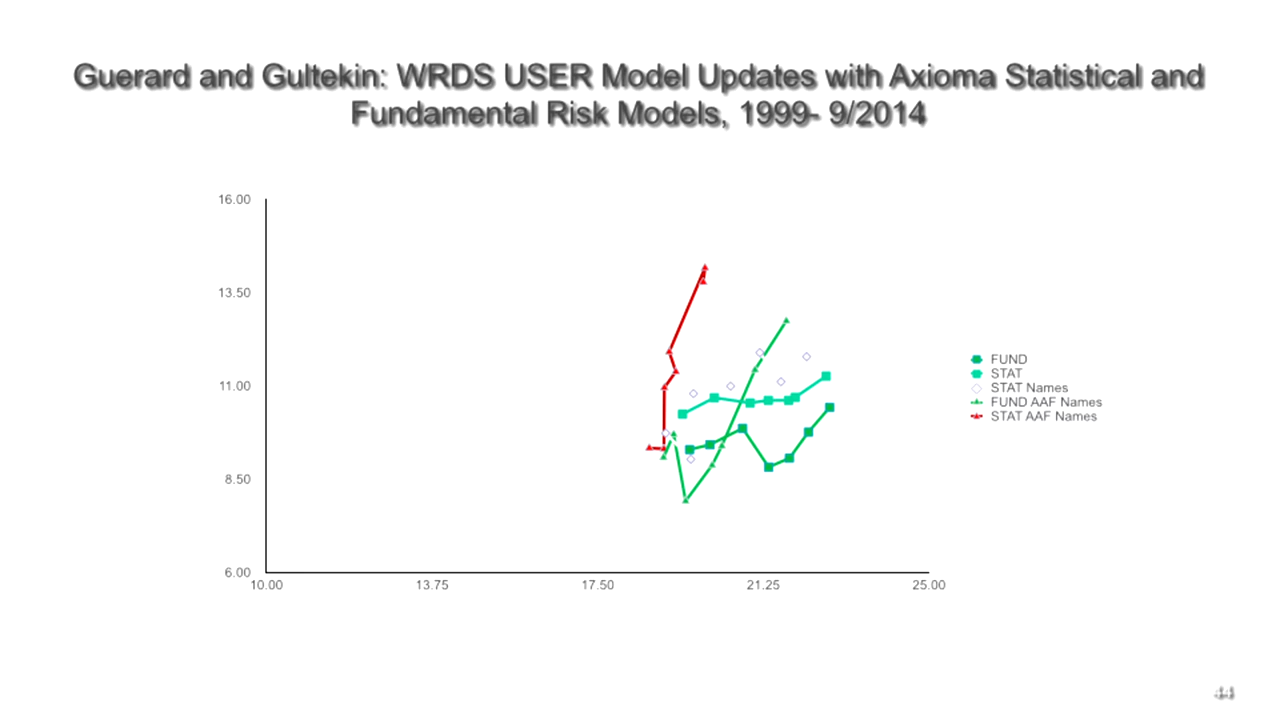 Guerard and Gultekin: WRDS USER Model Updates with Axioma Statistical and
Fundamental Risk Models, 1999- 9/2014
16.00
13.50
11.00
8.50
6.00
10.00 13.75 17.50 21.25 25.00
FUND
STAT
STAT Names
FUND AAF Names
STAT AAF Names
44